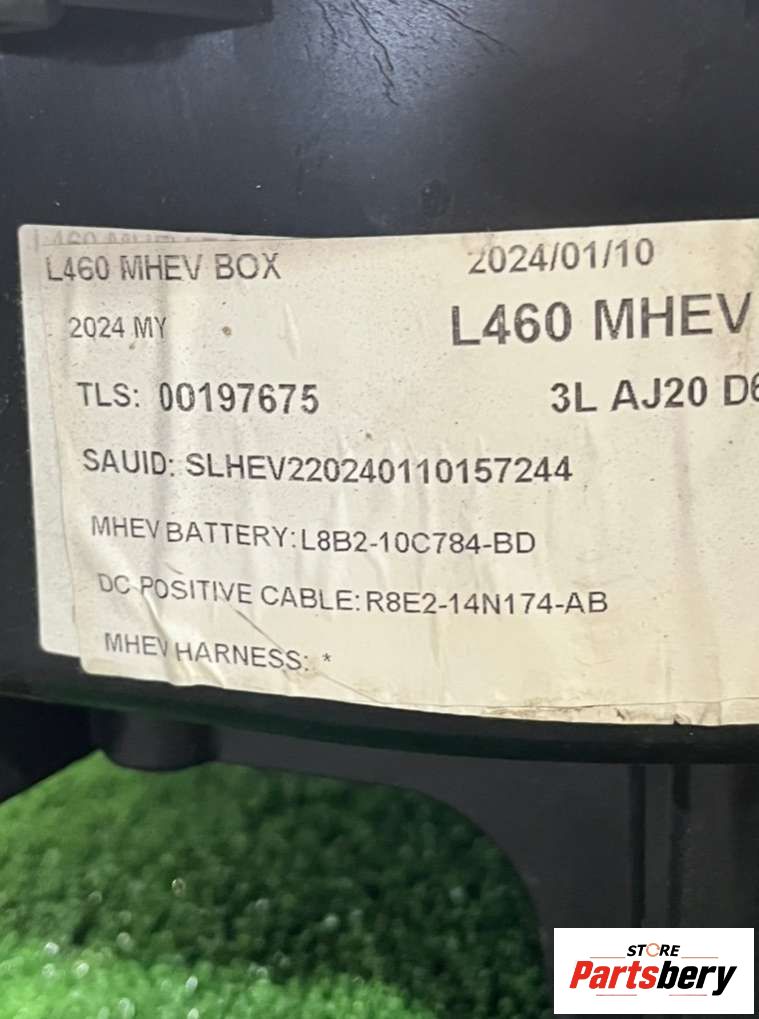 L460 MHEV BOX 2024/01/10
2024 MY L460 MHEV
TLS: 00197675 3L AJ20 D6
SAUID: SLHEV220240110157244
MHEV BATTERY: L8B2-10C784-BD
DC POSITIVE CABLE: R8E2-14N174-AB
MHEV HARNESS: *
STORE
Partsbery